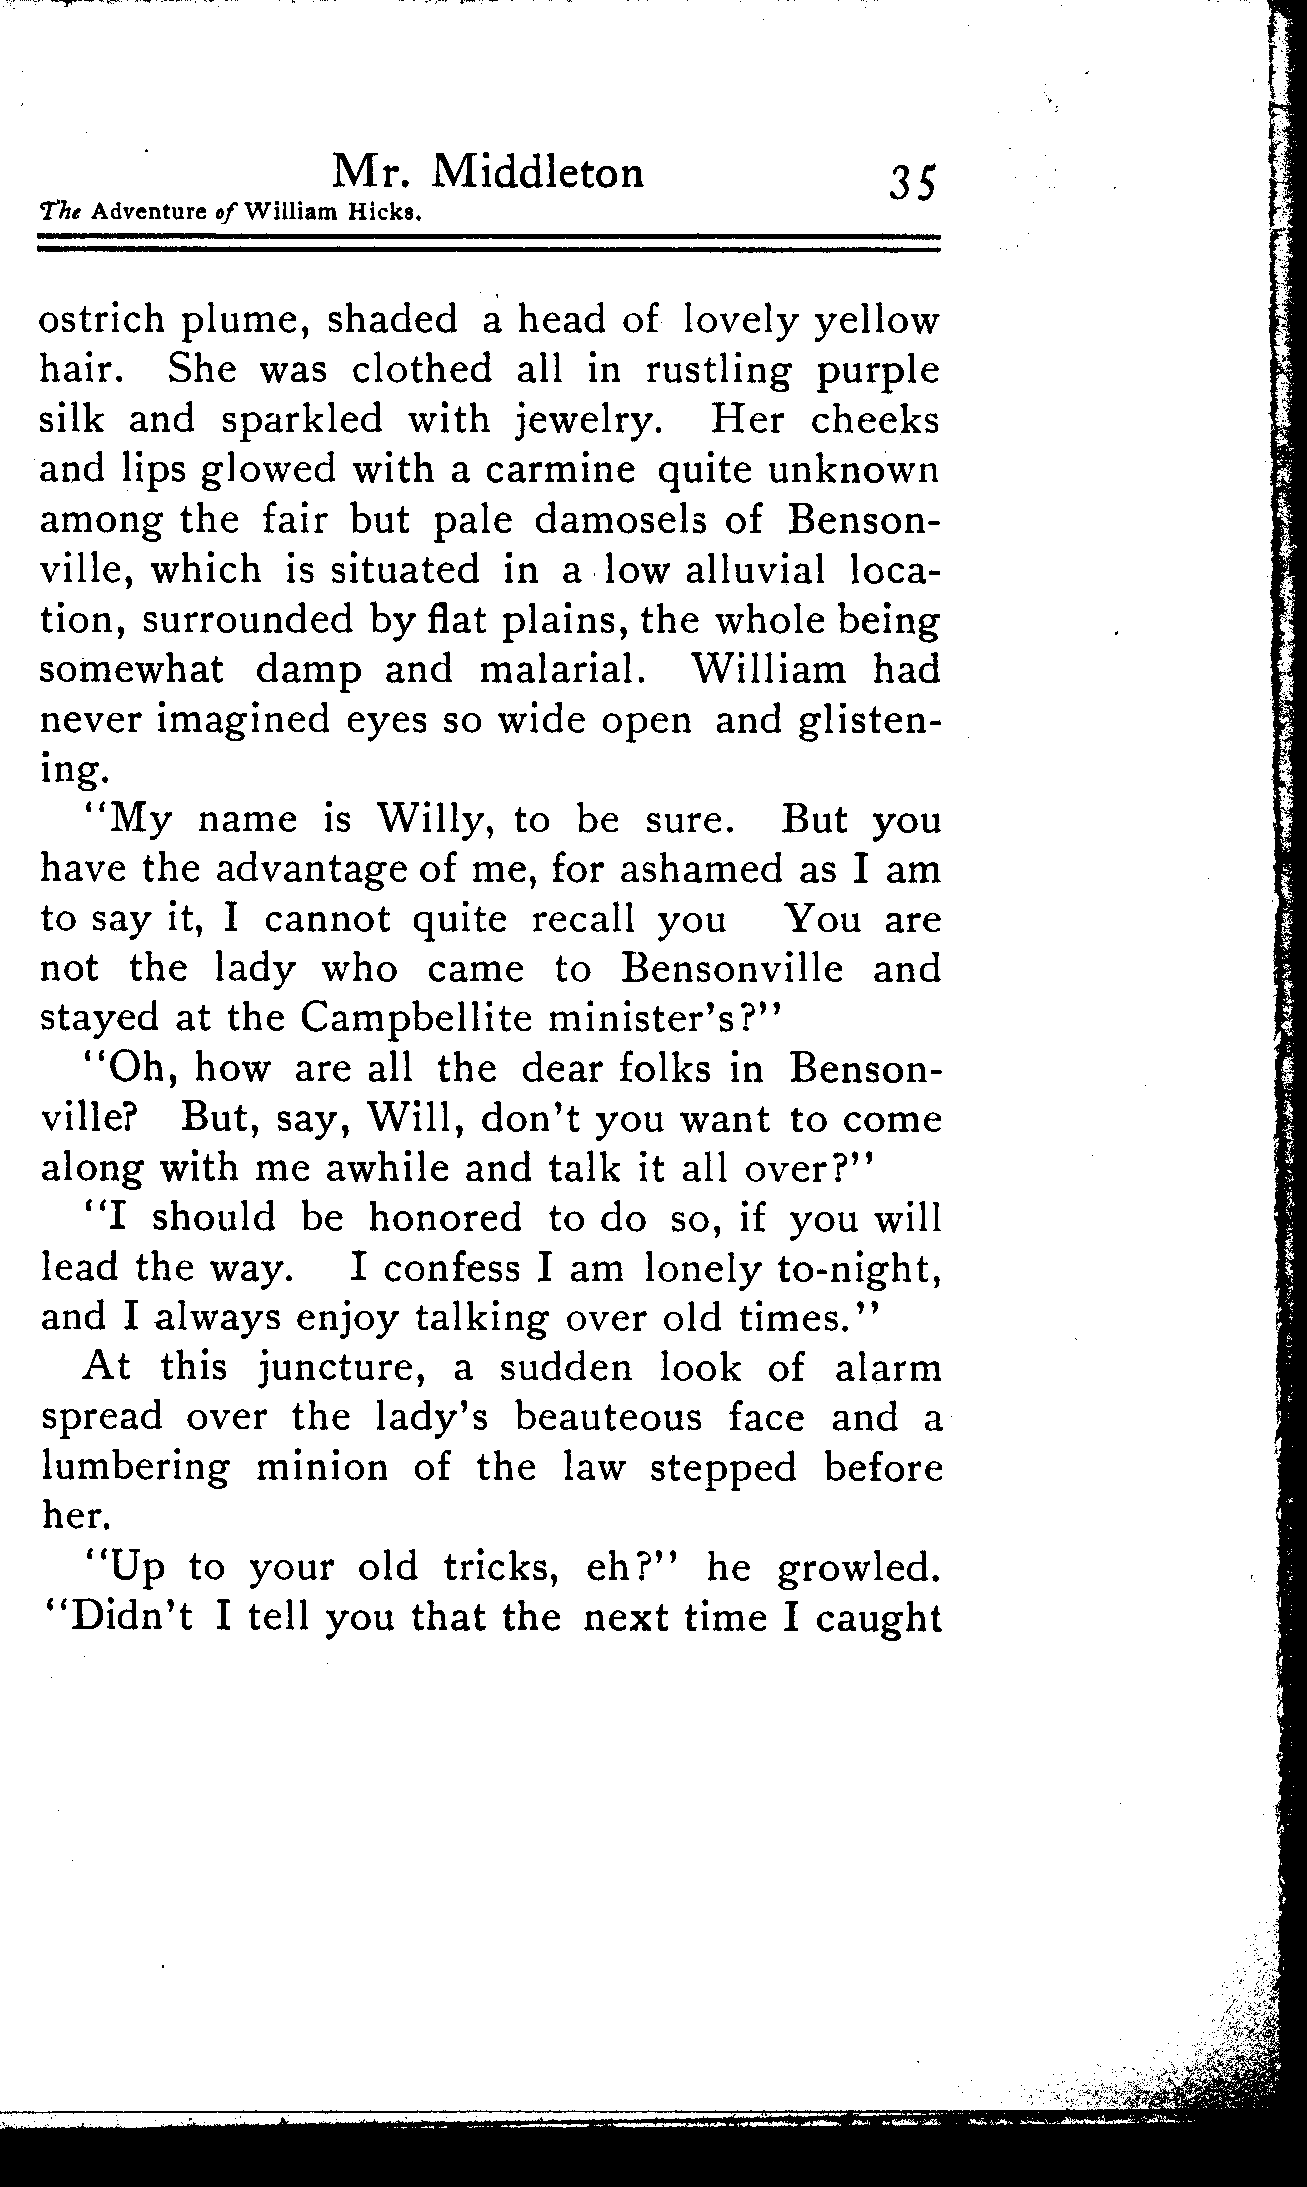 Mr. Middleton 35
The Adventure of William Hicks.
ostrich plume, shaded a head of lovely yellow
hair. She was clothed all in rustling purple
silk and sparkled with jewelry. Her cheeks
and lips glowed with a carmine quite unknown
among the fair but pale damosels of Benson-
ville, which is situated in a low alluvial loca-
tion, surrounded by flat plains, the whole being
somewhat damp and malarial. William had
never imagined eyes so wide open and glisten-
ing.
"My name is Willy, to be sure. But you
have the advantage of me, for ashamed as I am
to say it, I cannot quite recall you You are
not the lady who came to Bensonville and
stayed at the Campbellite minister's?"
"Oh, how are all the dear folks in Benson-
ville? But, say, Will, don't you want to come
along with me awhile and talk it all over?"
"I should be honored to do so, if you will
lead the way. I confess I am lonely to-night,
and I always enjoy talking over old times."
At this juncture, a sudden look of alarm
spread over the lady's beauteous face and a
lumbering minion of the law stepped before
her.
"Up to your old tricks, eh?" he growled.
"Didn't I tell you that the next time I caught